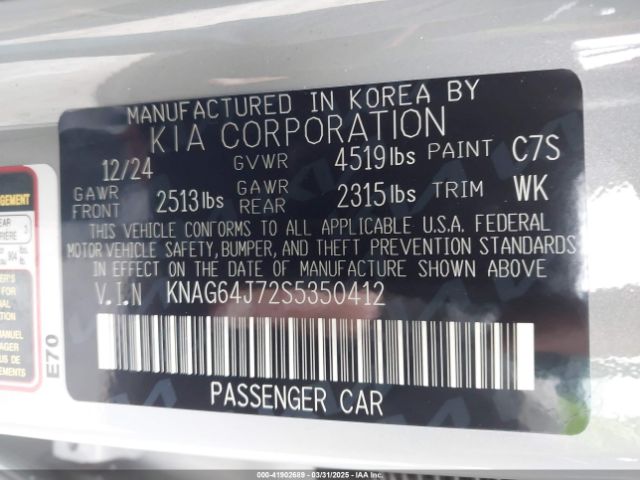 MANUFACTURED IN KOREA BY
KIA CORPORATION
12/24 GVWR 4519 lbs PAINT C7S
GAWR FRONT 2513 lbs GAWR REAR 2315 lbs TRIM WK
THIS VEHICLE CONFORMS TO ALL APPLICABLE U.S.A. FEDERAL
MOTOR VEHICLE SAFETY, BUMPER, AND THEFT PREVENTION STANDARDS
IN EFFECT ON THE DATE OF MANUFACTURE SHOWN ABOVE
V.I.N KNAG64J72S5350412
PASSENGER CAR
E70
000-41902689 - 03/31/2025 - IAAI.COM